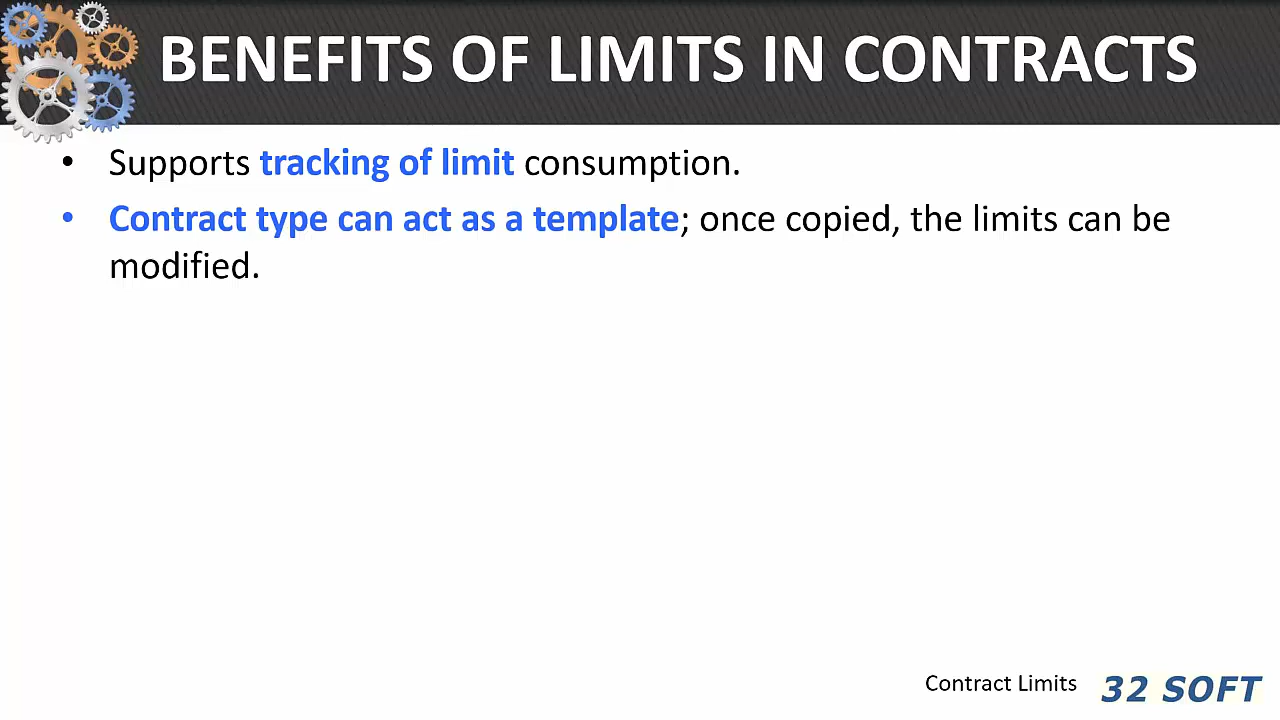 BENEFITS OF LIMITS IN CONTRACTS
• Supports tracking of limit consumption.
• Contract type can act as a template; once copied, the limits can be
modified.
Contract Limits
32 SOFT